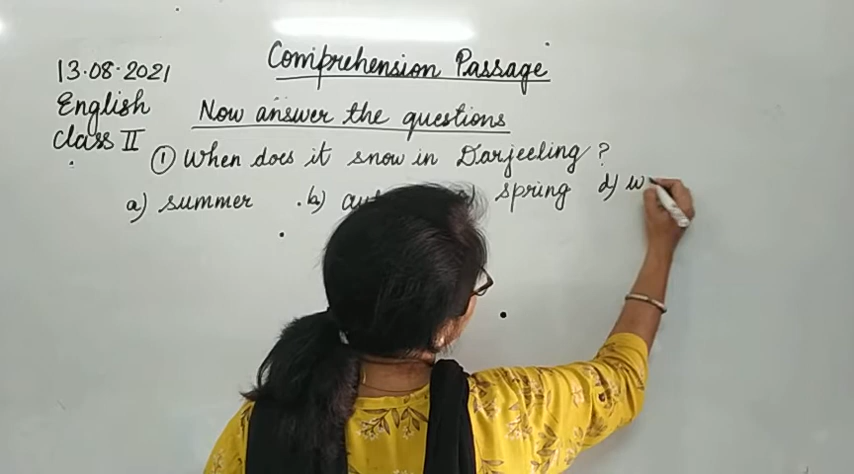 Comprehension Passage
13.08.2021
English
Class II
Now answer the questions
① When does it snow in Darjeeling?
a) summer .b) spring d)